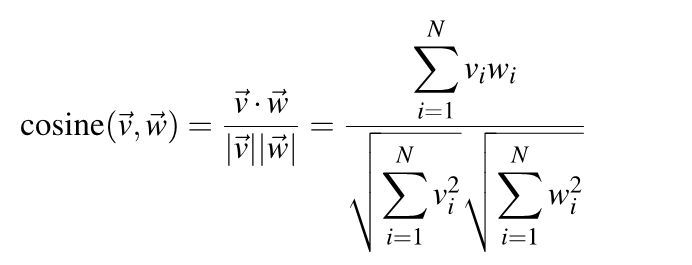 cosine(v⃗, w⃗) = (v⃗ · w⃗) / (|v⃗||w⃗|) = (∑_{i=1}^{N} v_i w_i) / (√(∑_{i=1}^{N} v_i^2) √(∑_{i=1}^{N} w_i^2))